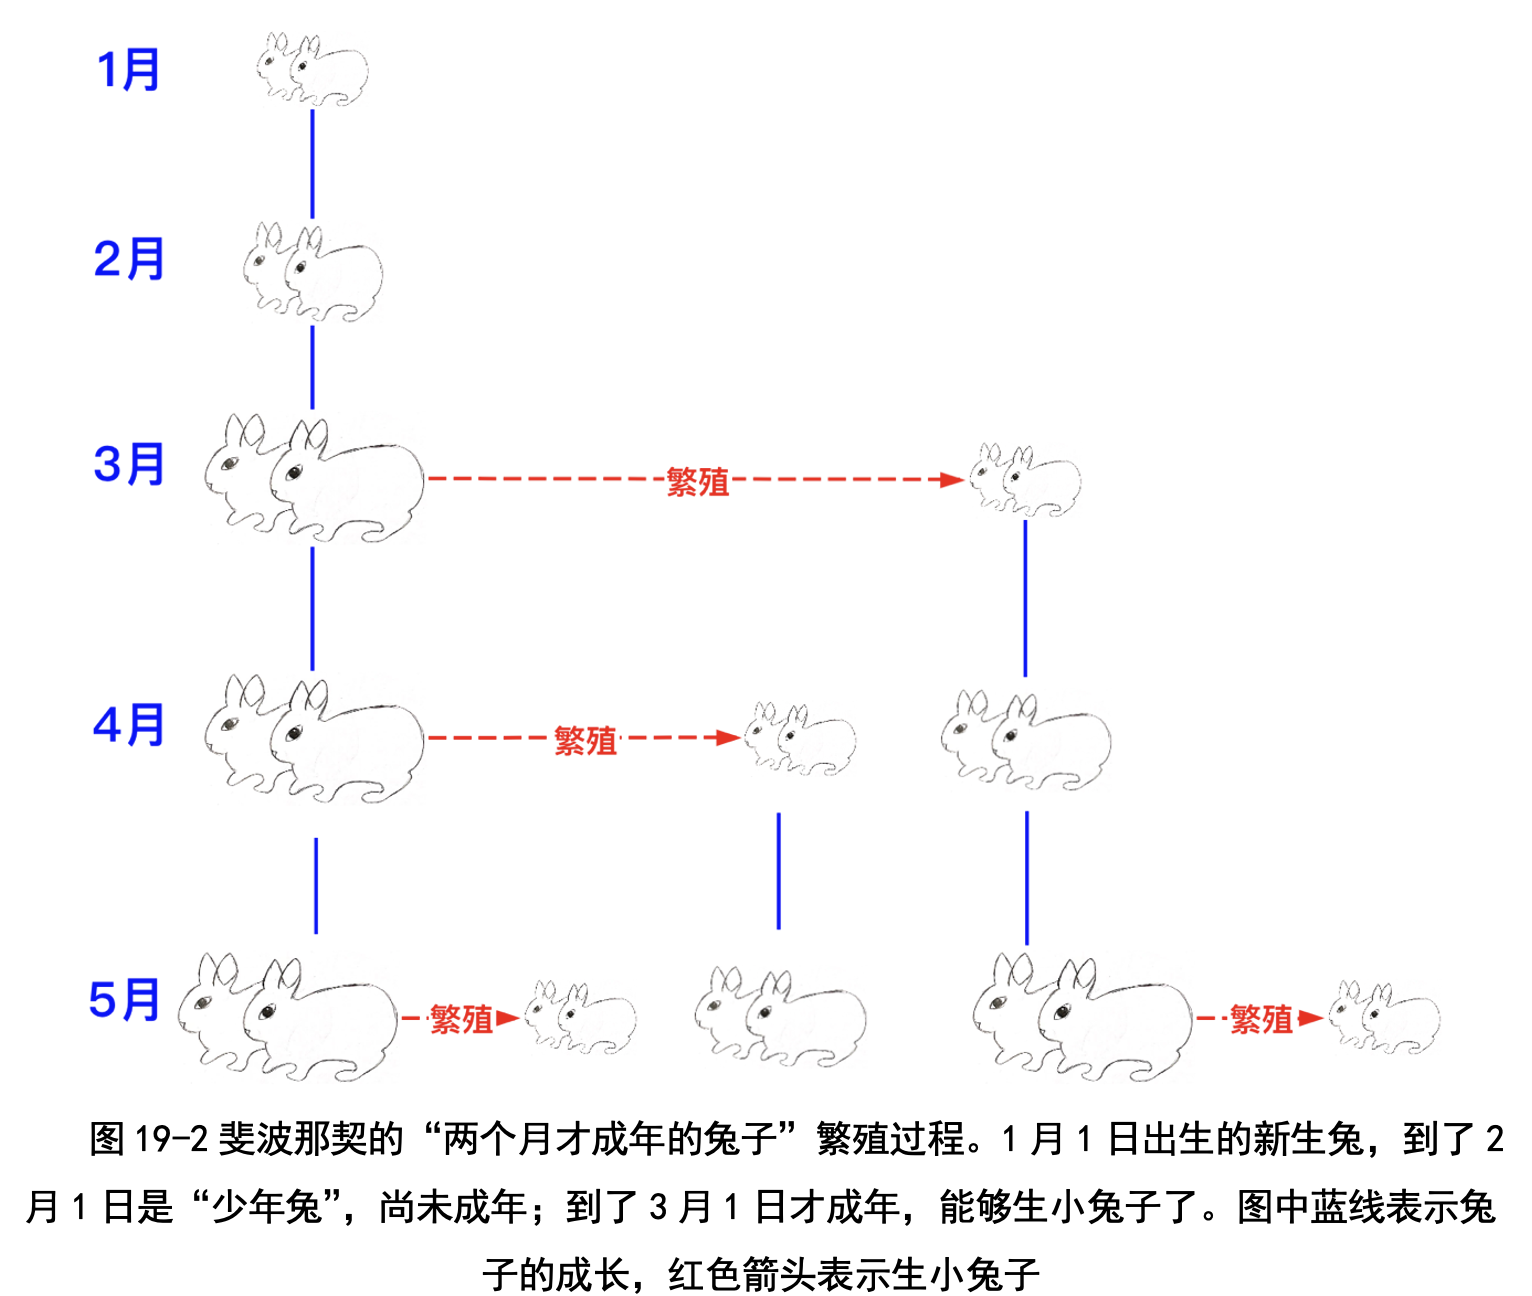 1月
2月
3月
繁殖
4月
繁殖
5月
繁殖
繁殖
图 19-2 斐波那契的“两个月才成年的兔子”繁殖过程。1 月 1 日出生的新生兔，到了 2
月 1 日是“少年兔”，尚未成年；到了 3 月 1 日才成年，能够生小兔子了。图中蓝线表示兔
子的成长，红色箭头表示生小兔子